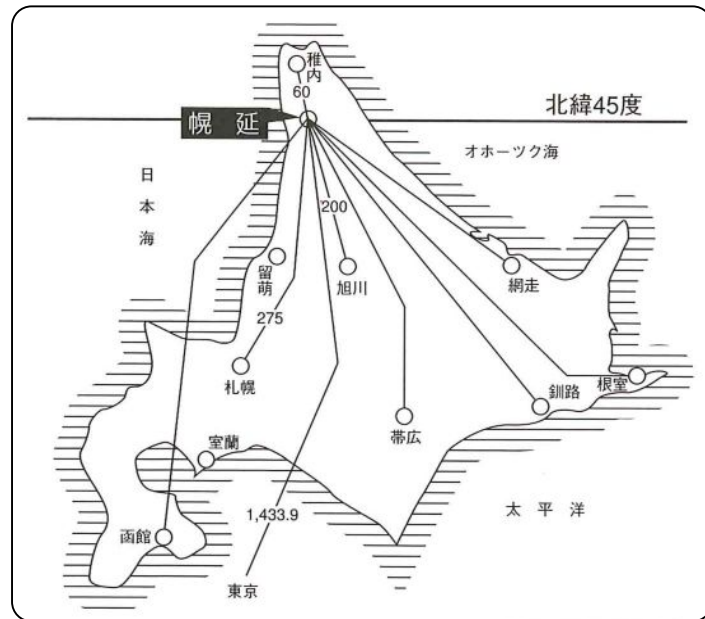 稚内
60
幌延
北緯45度
オホーツク海
日本海
200
留萌
旭川
網走
275
札幌
釧路
根室
帯広
室蘭
1,433.9
太平洋
函館
東京